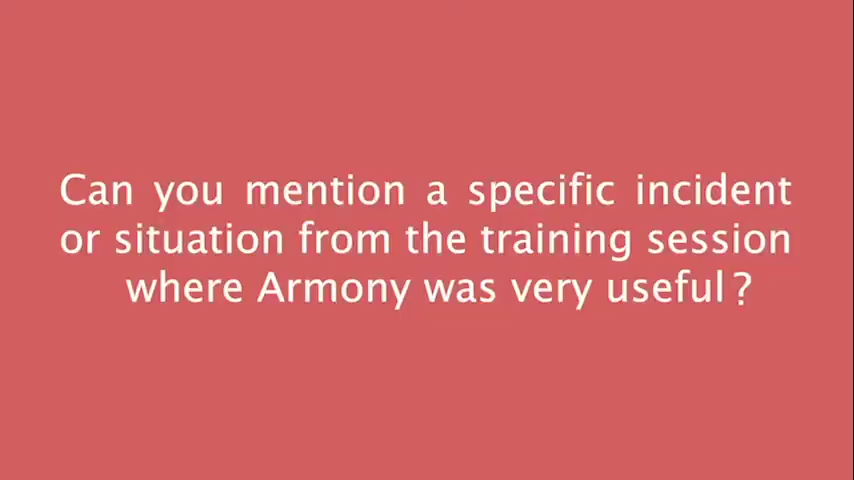 Can you mention a specific incident
or situation from the training session
where Armony was very useful?